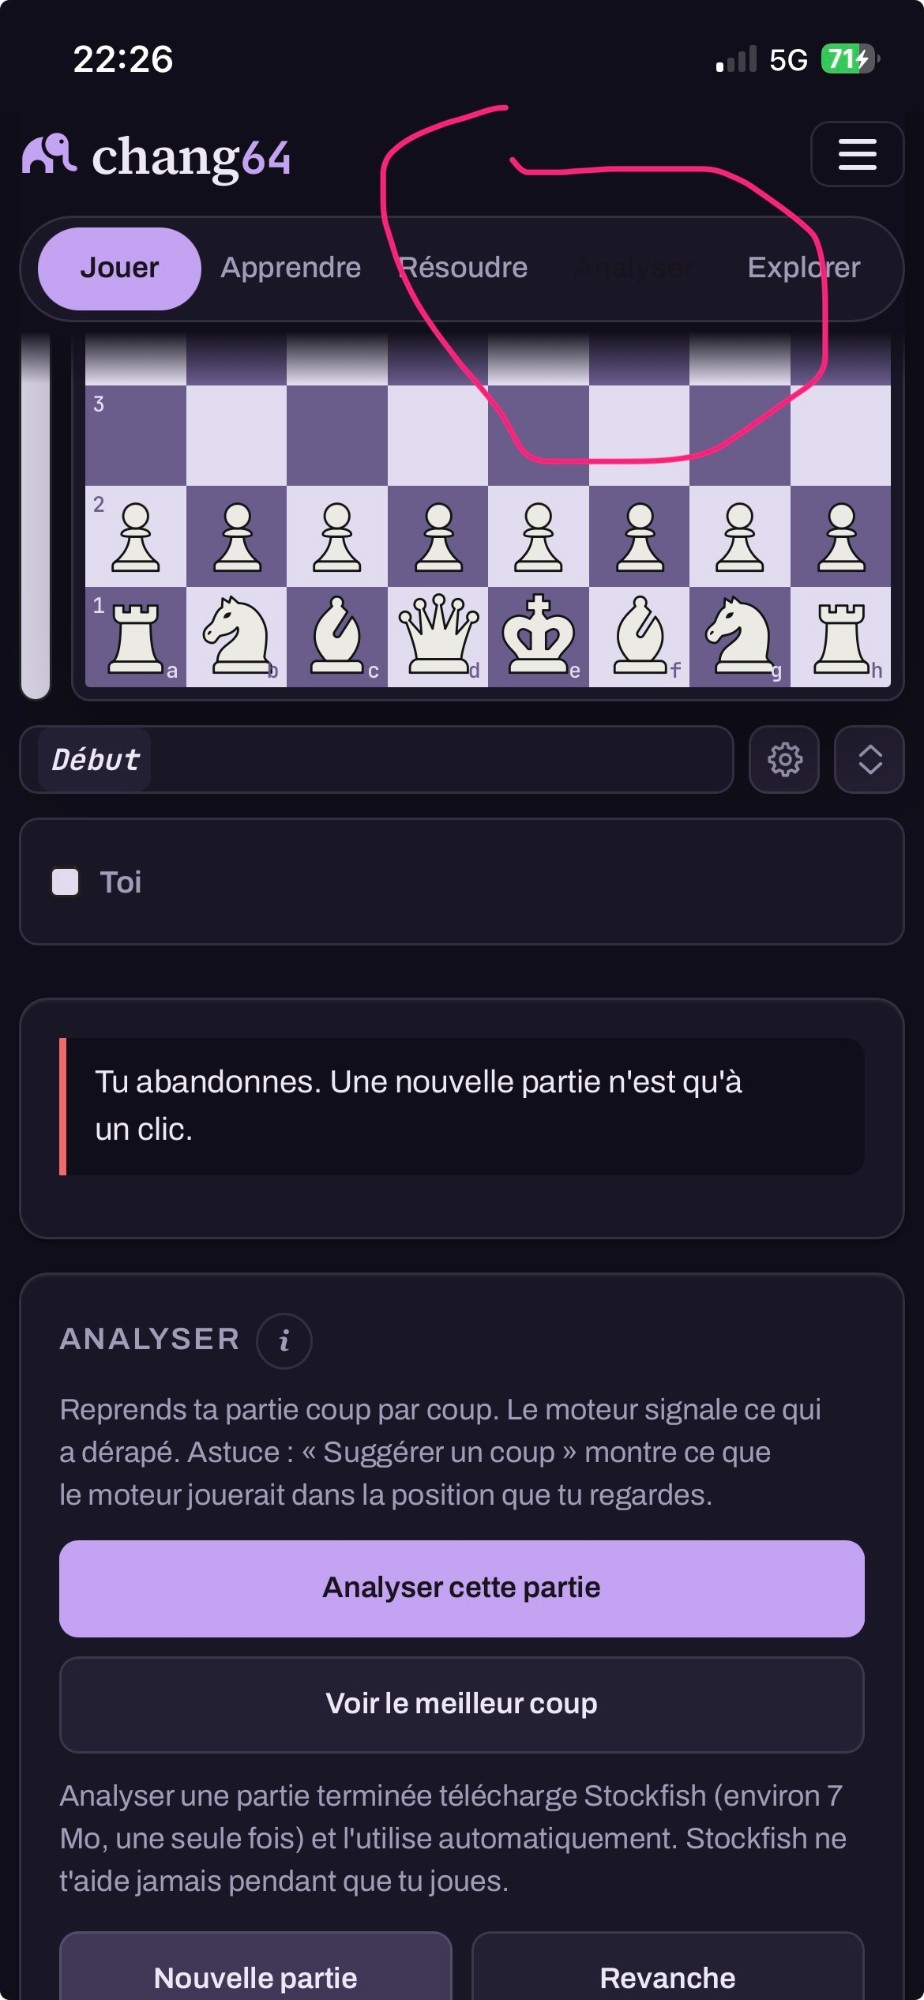 22:26
5G
71
chang64
Jouer Apprendre Résoudre Analyser Explorer
3
2
1
a b c d e f g h
Début
Toi
Tu abandonnes. Une nouvelle partie n'est qu'à
un clic.
ANALYSER i
Reprends ta partie coup par coup. Le moteur signale ce qui
a dérapé. Astuce : « Suggérer un coup » montre ce que
le moteur jouerait dans la position que tu regardes.
Analyser cette partie
Voir le meilleur coup
Analyser une partie terminée télécharge Stockfish (environ 7
Mo, une seule fois) et l'utilise automatiquement. Stockfish ne
t'aide jamais pendant que tu joues.
Nouvelle partie Revanche